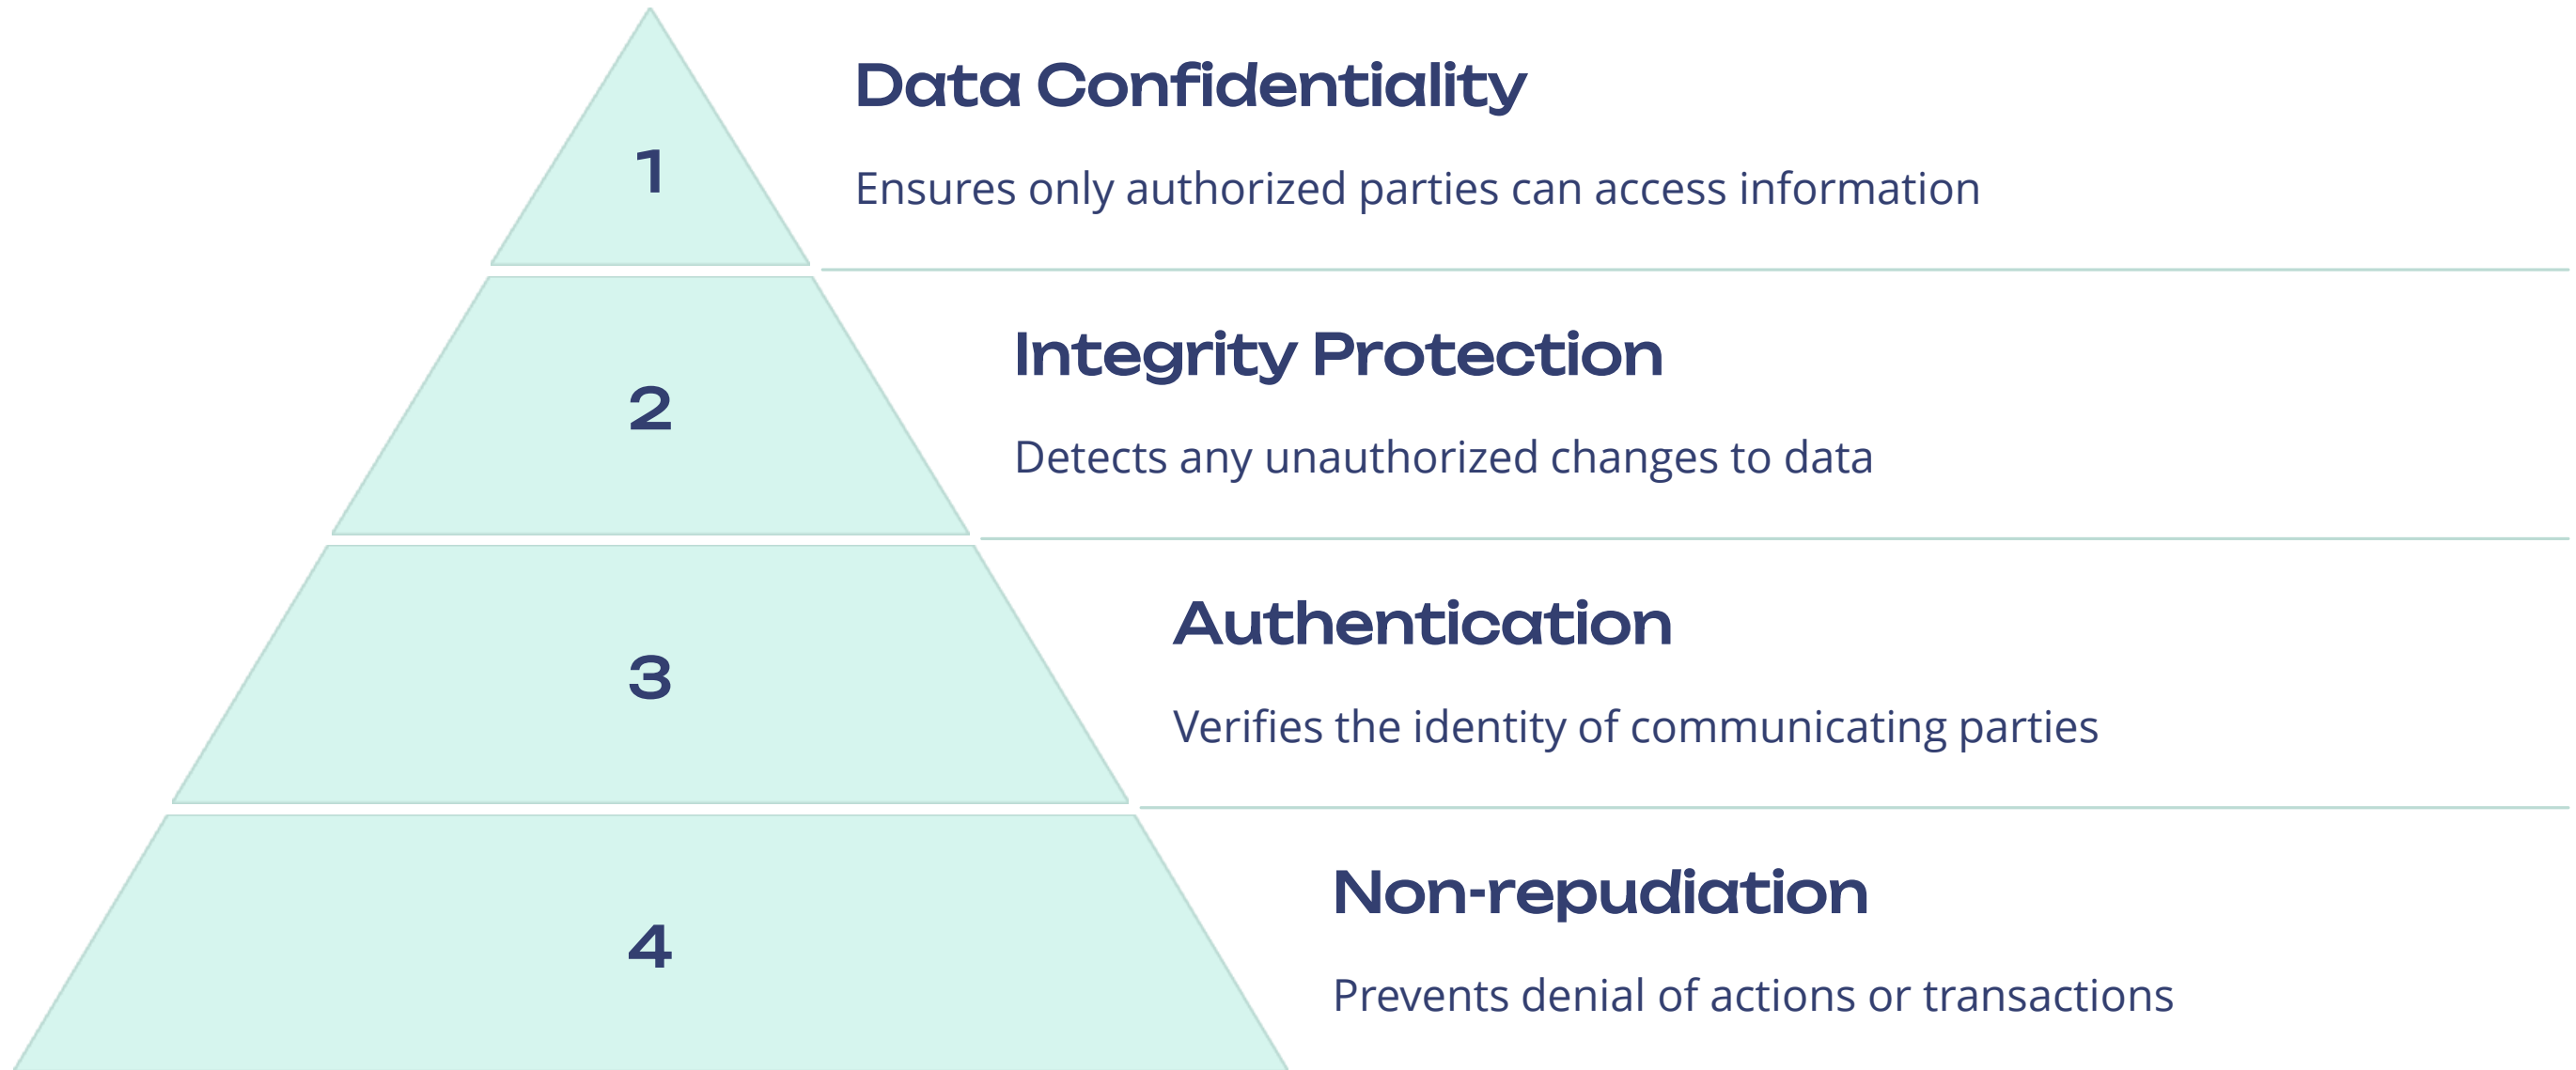 1
Data Confidentiality
Ensures only authorized parties can access information
2
Integrity Protection
Detects any unauthorized changes to data
3
Authentication
Verifies the identity of communicating parties
4
Non-repudiation
Prevents denial of actions or transactions